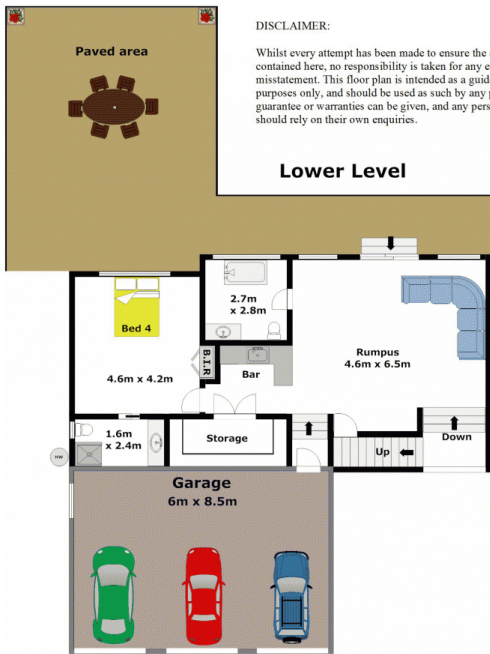 DISCLAIMER:
Whilst every attempt has been made to ensure the
contained here, no responsibility is taken for any
misstatement. This floor plan is intended as a
purposes only, and should be used as such by any
guarantee or warranties can be given, and any
should rely on their own enquiries.
Paved area
Lower Level
2.7m
x 2.8m
Bed 4
B.I.R
Rumpus
4.6m x 6.5m
Bar
4.6m x 4.2m
1.6m
x 2.4m
Storage
Down
Up
HW
Garage
6m x 8.5m